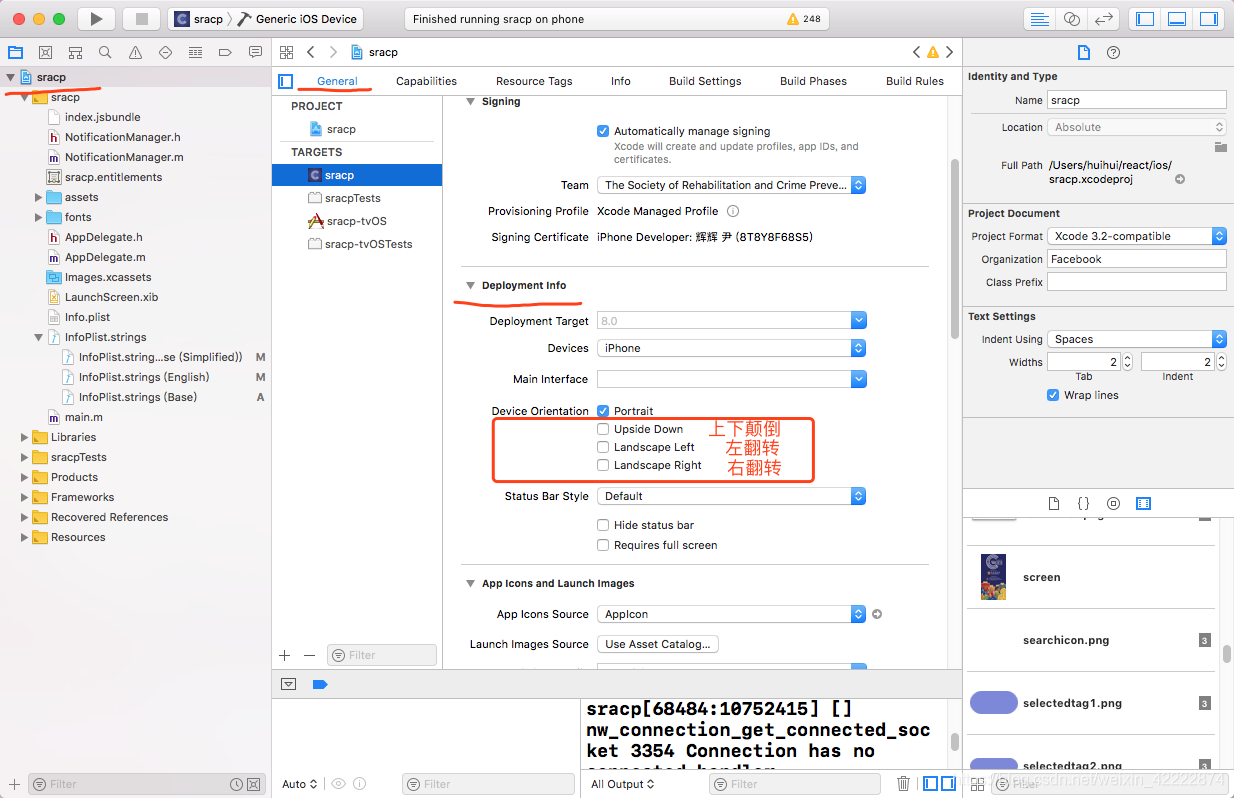 sracp
Generic iOS Device
Finished running sracp on phone
248
sracp
General
Capabilities
Resource Tags
Info
Build Settings
Build Phases
Build Rules
sracp
sracp
index.jsbundle
NotificationManager.h
NotificationManager.m
sracp.entitlements
assets
fonts
AppDelegate.h
AppDelegate.m
Images.xcassets
LaunchScreen.xib
Info.plist
InfoPlist.strings
InfoPlist.string...se (Simplified)) M
InfoPlist.strings (English) M
InfoPlist.strings (Base) A
main.m
Libraries
sracpTests
Products
Frameworks
Recovered References
Resources
Filter
PROJECT
sracp
TARGETS
sracp
sracpTests
sracp-tvOS
sracp-tvOSTests
Filter
Signing
Automatically manage signing
Xcode will create and update profiles, app IDs, and
certificates.
Team The Society of Rehabilitation and Crime Preve...
Provisioning Profile Xcode Managed Profile
Signing Certificate iPhone Developer: 辉辉 尹 (8T8Y8F68S5)
Deployment Info
Deployment Target 8.0
Devices iPhone
Main Interface
Device Orientation Portrait
Upside Down 上下颠倒
Landscape Left 左翻转
Landscape Right 右翻转
Status Bar Style Default
Hide status bar
Requires full screen
App Icons and Launch Images
App Icons Source AppIcon
Launch Images Source Use Asset Catalog...
sracp[68484:10752415] []
nw_connection_get_connected_soc
ket 3354 Connection has no
connected handler
Auto
Filter
All Output
Filter
Identity and Type
Name sracp
Location Absolute
Full Path /Users/huihui/react/ios/
sracp.xcodeproj
Project Document
Project Format Xcode 3.2-compatible
Organization Facebook
Class Prefix
Text Settings
Indent Using Spaces
Widths 2 2
Tab Indent
Wrap lines
screen
searchicon.png 3
selectedtag1.png 3
selectedtag2.png 3
Filter
https://blog.csdn.net/weixin_42222874